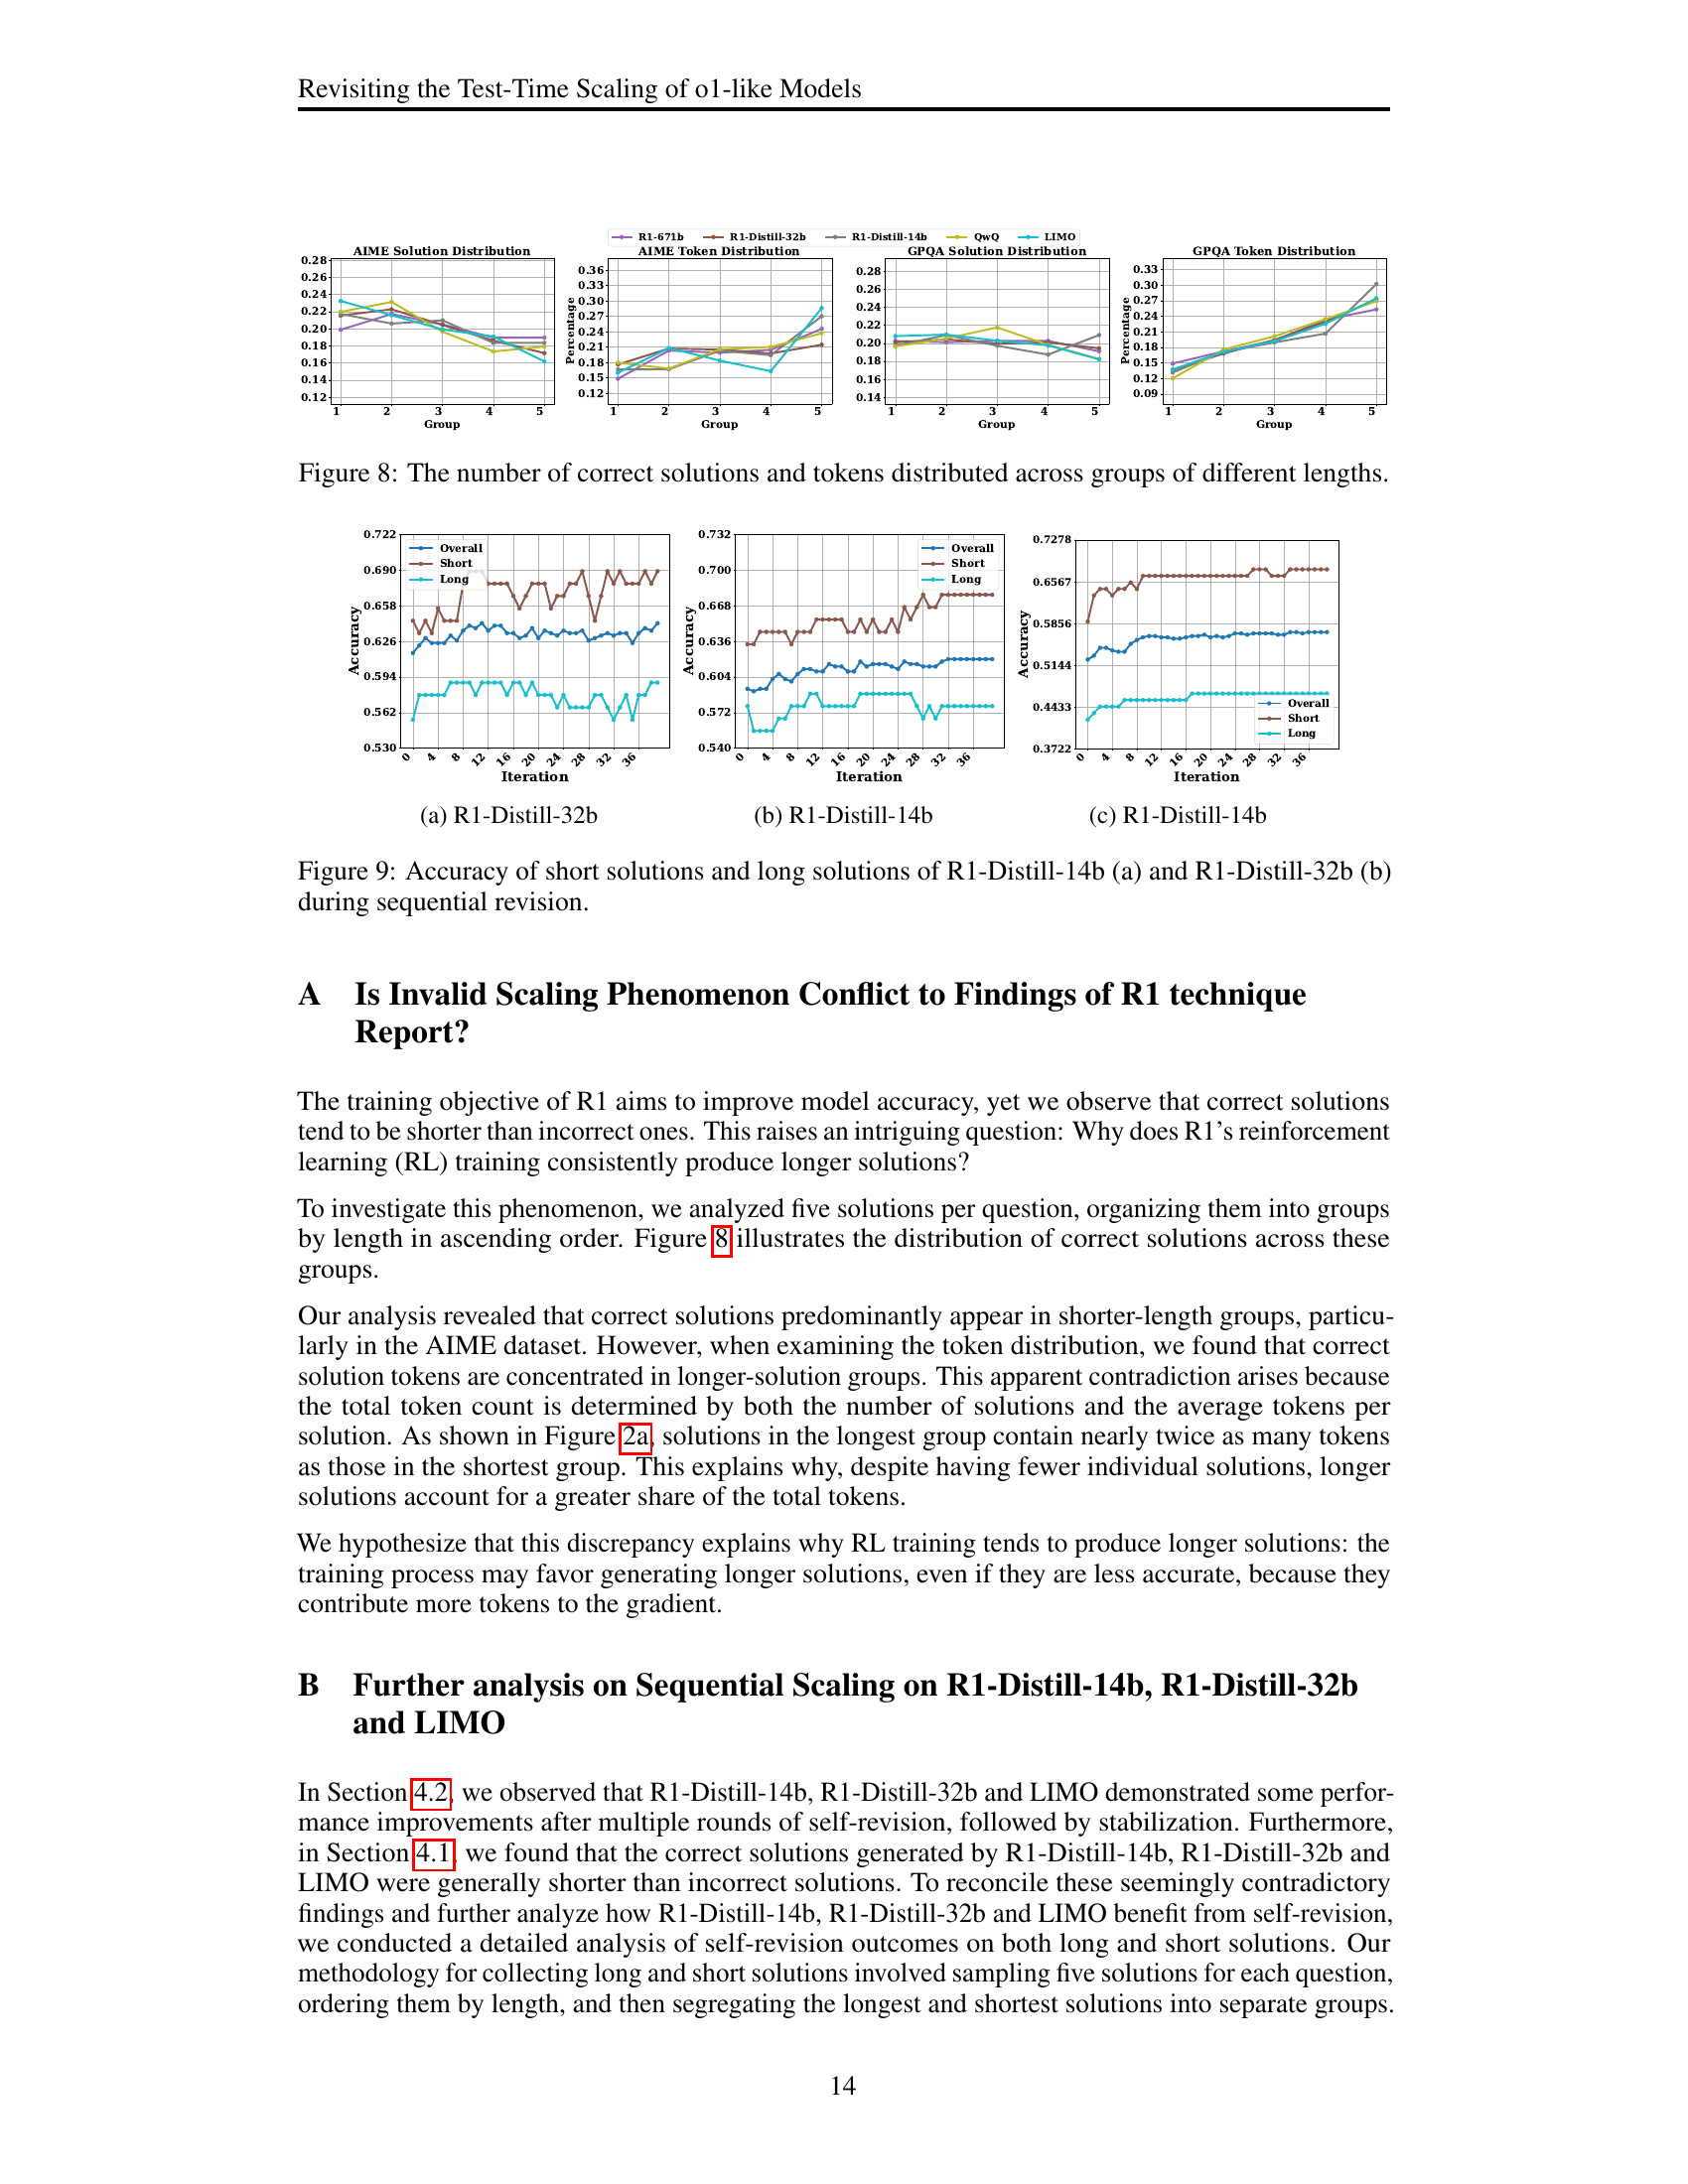 Revisiting the Test-Time Scaling of o1-like Models
R1-671b R1-Distill-32b R1-Distill-14b QwQ LIMO
AIME Solution Distribution
0.28
0.26
0.24
0.22
0.20
0.18
0.16
0.14
0.12
1 2 3 4 5
Group
AIME Token Distribution
Percentage
0.36
0.33
0.30
0.27
0.24
0.21
0.18
0.15
0.12
1 2 3 4 5
Group
GPQA Solution Distribution
0.28
0.26
0.24
0.22
0.20
0.18
0.16
0.14
1 2 3 4 5
Group
GPQA Token Distribution
Percentage
0.33
0.30
0.27
0.24
0.21
0.18
0.15
0.12
0.09
1 2 3 4 5
Group
Figure 8: The number of correct solutions and tokens distributed across groups of different lengths.
Accuracy
0.722
0.690
0.658
0.626
0.594
0.562
0.530
Overall
Short
Long
0 4 8 12 16 20 24 28 32 36
Iteration
(a) R1-Distill-32b
Accuracy
0.732
0.700
0.668
0.636
0.604
0.572
0.540
Overall
Short
Long
0 4 8 12 16 20 24 28 32 36
Iteration
(b) R1-Distill-14b
Accuracy
0.7278
0.6567
0.5856
0.5144
0.4433
0.3722
Overall
Short
Long
0 4 8 12 16 20 24 28 32 36
Iteration
(c) R1-Distill-14b
Figure 9: Accuracy of short solutions and long solutions of R1-Distill-14b (a) and R1-Distill-32b (b)
during sequential revision.
A Is Invalid Scaling Phenomenon Conflict to Findings of R1 technique
Report?
The training objective of R1 aims to improve model accuracy, yet we observe that correct solutions
tend to be shorter than incorrect ones. This raises an intriguing question: Why does R1's reinforcement
learning (RL) training consistently produce longer solutions?
To investigate this phenomenon, we analyzed five solutions per question, organizing them into groups
by length in ascending order. Figure 8 illustrates the distribution of correct solutions across these
groups.
Our analysis revealed that correct solutions predominantly appear in shorter-length groups, particu-
larly in the AIME dataset. However, when examining the token distribution, we found that correct
solution tokens are concentrated in longer-solution groups. This apparent contradiction arises because
the total token count is determined by both the number of solutions and the average tokens per
solution. As shown in Figure 2a, solutions in the longest group contain nearly twice as many tokens
as those in the shortest group. This explains why, despite having fewer individual solutions, longer
solutions account for a greater share of the total tokens.
We hypothesize that this discrepancy explains why RL training tends to produce longer solutions: the
training process may favor generating longer solutions, even if they are less accurate, because they
contribute more tokens to the gradient.
B Further analysis on Sequential Scaling on R1-Distill-14b, R1-Distill-32b
and LIMO
In Section 4.2, we observed that R1-Distill-14b, R1-Distill-32b and LIMO demonstrated some perfor-
mance improvements after multiple rounds of self-revision, followed by stabilization. Furthermore,
in Section 4.1, we found that the correct solutions generated by R1-Distill-14b, R1-Distill-32b and
LIMO were generally shorter than incorrect solutions. To reconcile these seemingly contradictory
findings and further analyze how R1-Distill-14b, R1-Distill-32b and LIMO benefit from self-revision,
we conducted a detailed analysis of self-revision outcomes on both long and short solutions. Our
methodology for collecting long and short solutions involved sampling five solutions for each question,
ordering them by length, and then segregating the longest and shortest solutions into separate groups.
14